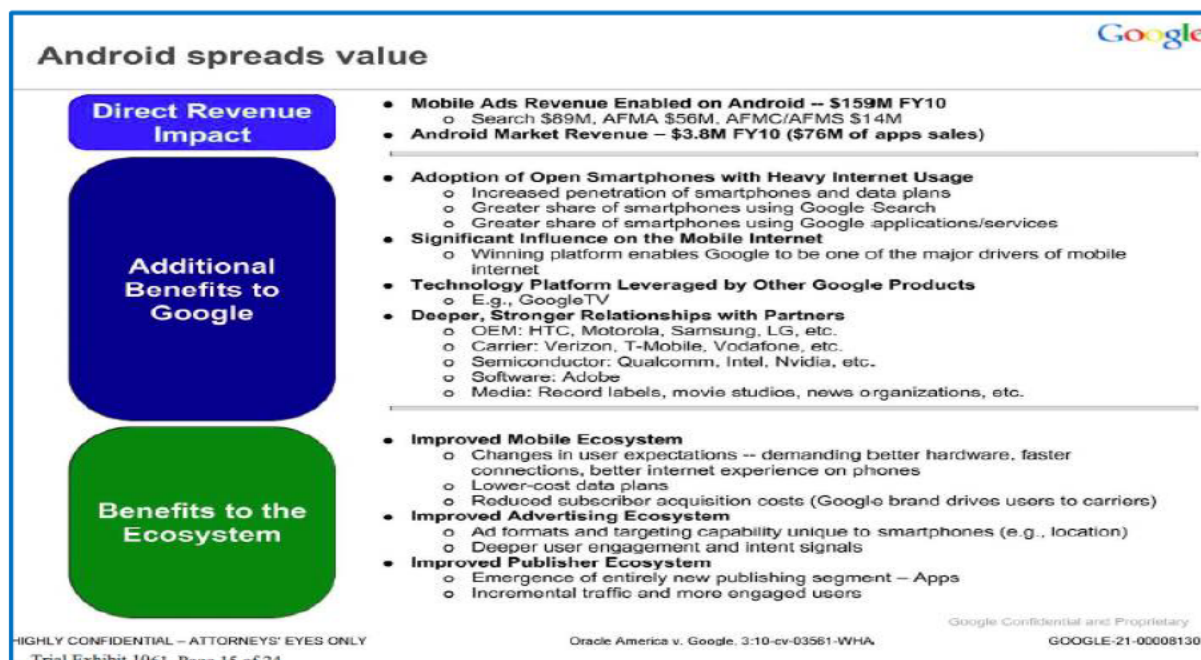 Google
Android spreads value
Direct Revenue
Impact
● Mobile Ads Revenue Enabled on Android -- $159M FY10
o Search $89M, AFMA $56M, AFMC/AFMS $14M
● Android Market Revenue – $3.8M FY10 ($76M of apps sales)
Additional
Benefits to
Google
● Adoption of Open Smartphones with Heavy Internet Usage
o Increased penetration of smartphones and data plans
o Greater share of smartphones using Google Search
o Greater share of smartphones using Google applications/services
● Significant Influence on the Mobile Internet
o Winning platform enables Google to be one of the major drivers of mobile
internet
● Technology Platform Leveraged by Other Google Products
o E.g., GoogleTV
● Deeper, Stronger Relationships with Partners
o OEM: HTC, Motorola, Samsung, LG, etc.
o Carrier: Verizon, T-Mobile, Vodafone, etc.
o Semiconductor: Qualcomm, Intel, Nvidia, etc.
o Software: Adobe
o Media: Record labels, movie studios, news organizations, etc.
Benefits to the
Ecosystem
● Improved Mobile Ecosystem
o Changes in user expectations -- demanding better hardware, faster
connections, better internet experience on phones
o Lower-cost data plans
o Reduced subscriber acquisition costs (Google brand drives users to carriers)
● Improved Advertising Ecosystem
o Ad formats and targeting capability unique to smartphones (e.g., location)
o Deeper user engagement and intent signals
● Improved Publisher Ecosystem
o Emergence of entirely new publishing segment – Apps
o Incremental traffic and more engaged users
Google Confidential and Proprietary
HIGHLY CONFIDENTIAL – ATTORNEYS' EYES ONLY
Oracle America v. Google, 3:10-cv-03561-WHA
GOOGLE-21-00008130
Trial Exhibit 1061, Page 15 of 24